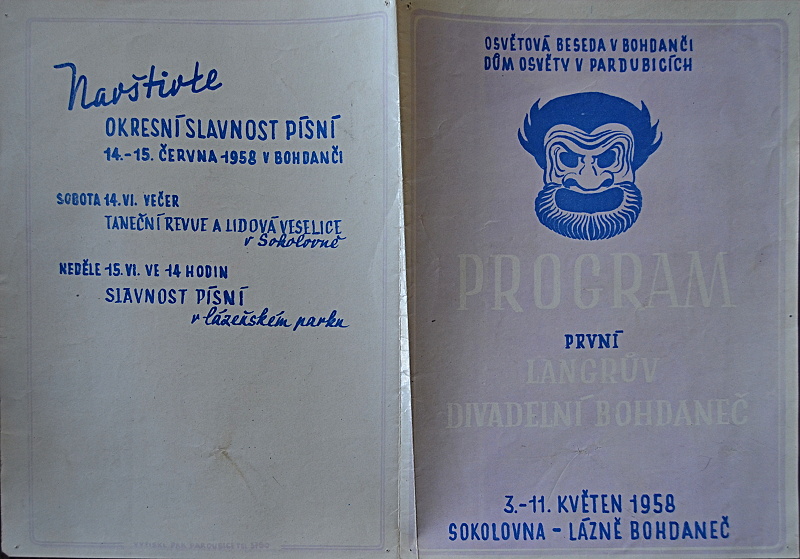 Navštivte
OKRESNÍ SLAVNOST PÍSNÍ
14.-15. ČERVNA 1958 V BOHDANČI
SOBOTA 14. VI. VEČER
TANEČNÍ REVUE A LIDOVÁ VESELICE
v Sokolovně
NEDĚLE 15. VI. VE 14 HODIN
SLAVNOST PÍSNÍ
v lázeňském parku
OSVĚTOVÁ BESEDA V BOHDANČI
DŮM OSVĚTY V PARDUBICÍCH
PROGRAM
PRVNÍ
LANGRŮV
DIVADELNÍ BOHDANEČ
3.-11. KVĚTEN 1958
SOKOLOVNA - LÁZNĚ BOHDANEČ